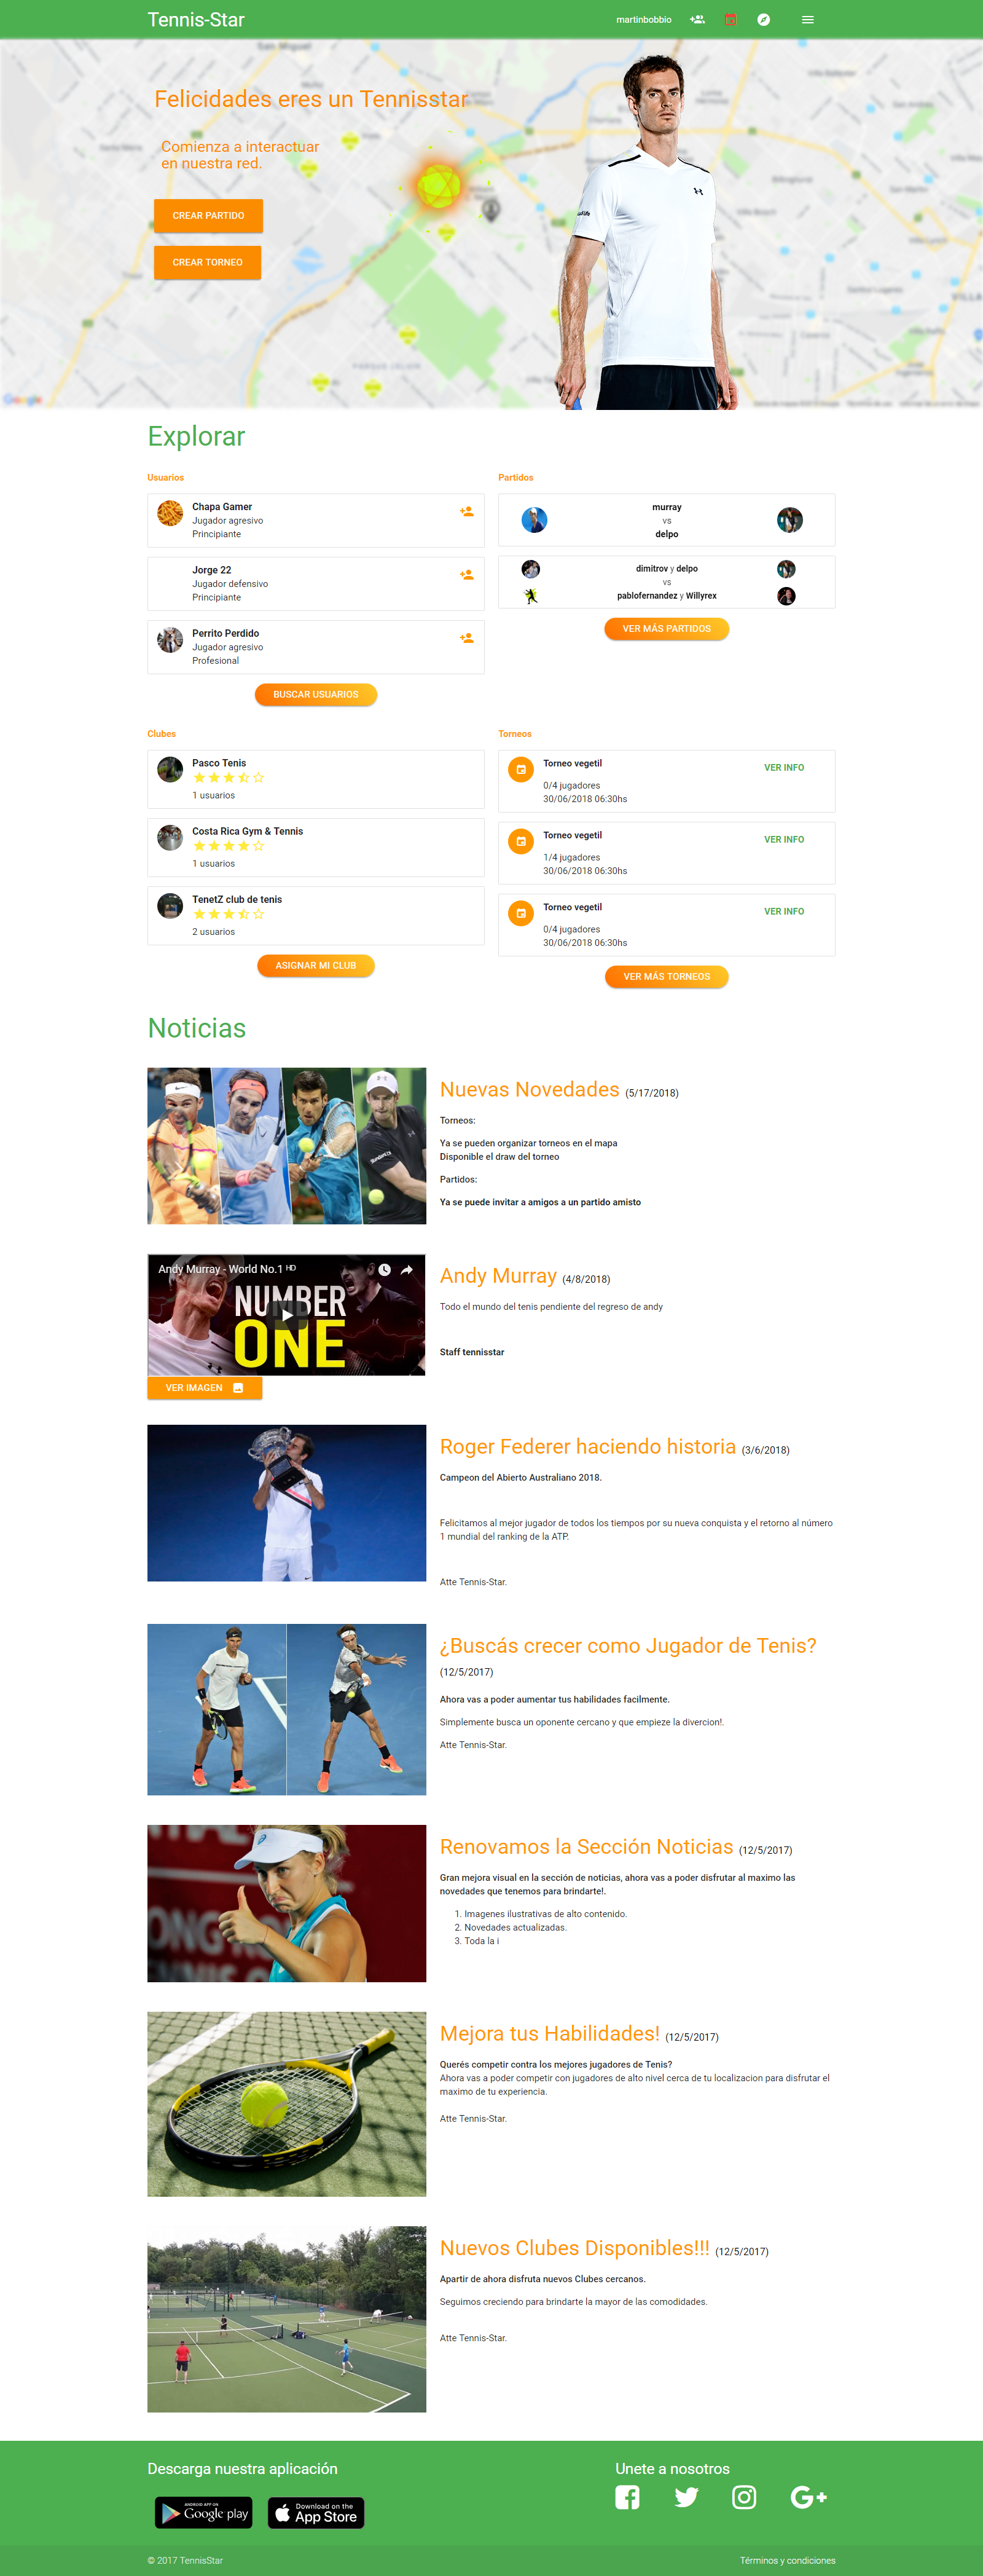 Tennis-Star
martinbobbio
Felicidades eres un Tennisstar
Comienza a interactuar
en nuestra red.
CREAR PARTIDO
CREAR TORNEO
Google
Explorar
Usuarios
Chapa Gamer
Jugador agresivo
Principiante
Jorge 22
Jugador defensivo
Principiante
Perrito Perdido
Jugador agresivo
Profesional
BUSCAR USUARIOS
Partidos
murray
vs
delpo
dimitrov y delpo
vs
pablofernandez y Willyrex
VER MÁS PARTIDOS
Clubes
Pasco Tenis
1 usuarios
Costa Rica Gym & Tennis
1 usuarios
TenetZ club de tenis
2 usuarios
ASIGNAR MI CLUB
Torneos
Torneo vegetil
VER INFO
0/4 jugadores
30/06/2018 06:30hs
Torneo vegetil
VER INFO
1/4 jugadores
30/06/2018 06:30hs
Torneo vegetil
VER INFO
0/4 jugadores
30/06/2018 06:30hs
VER MÁS TORNEOS
Noticias
Nuevas Novedades (5/17/2018)
Torneos:
Ya se pueden organizar torneos en el mapa
Disponible el draw del torneo
Partidos:
Ya se puede invitar a amigos a un partido amisto
Andy Murray - World No.1 HD
NUMBER
ONE
VER IMAGEN
Andy Murray (4/8/2018)
Todo el mundo del tenis pendiente del regreso de andy
Staff tennisstar
Roger Federer haciendo historia (3/6/2018)
Campeon del Abierto Australiano 2018.
Felicitamos al mejor jugador de todos los tiempos por su nueva conquista y el retorno al número
1 mundial del ranking de la ATP.
Atte Tennis-Star.
¿Buscás crecer como Jugador de Tenis?
(12/5/2017)
Ahora vas a poder aumentar tus habilidades facilmente.
Simplemente busca un oponente cercano y que empieze la divercion!.
Atte Tennis-Star.
Renovamos la Sección Noticias (12/5/2017)
Gran mejora visual en la sección de noticias, ahora vas a poder disfrutar al maximo las
novedades que tenemos para brindarte!.
1. Imagenes ilustrativas de alto contenido.
2. Novedades actualizadas.
3. Toda la i
Mejora tus Habilidades! (12/5/2017)
Querés competir contra los mejores jugadores de Tenis?
Ahora vas a poder competir con jugadores de alto nivel cerca de tu localizacion para disfrutar el
maximo de tu experiencia.
Atte Tennis-Star.
Nuevos Clubes Disponibles!!! (12/5/2017)
Apartir de ahora disfruta nuevos Clubes cercanos.
Seguimos creciendo para brindarte la mayor de las comodidades.
Atte Tennis-Star.
Descarga nuestra aplicación
ANDROID APP ON
Google play
Download on the
App Store
Unete a nosotros
© 2017 TennisStar
Términos y condiciones